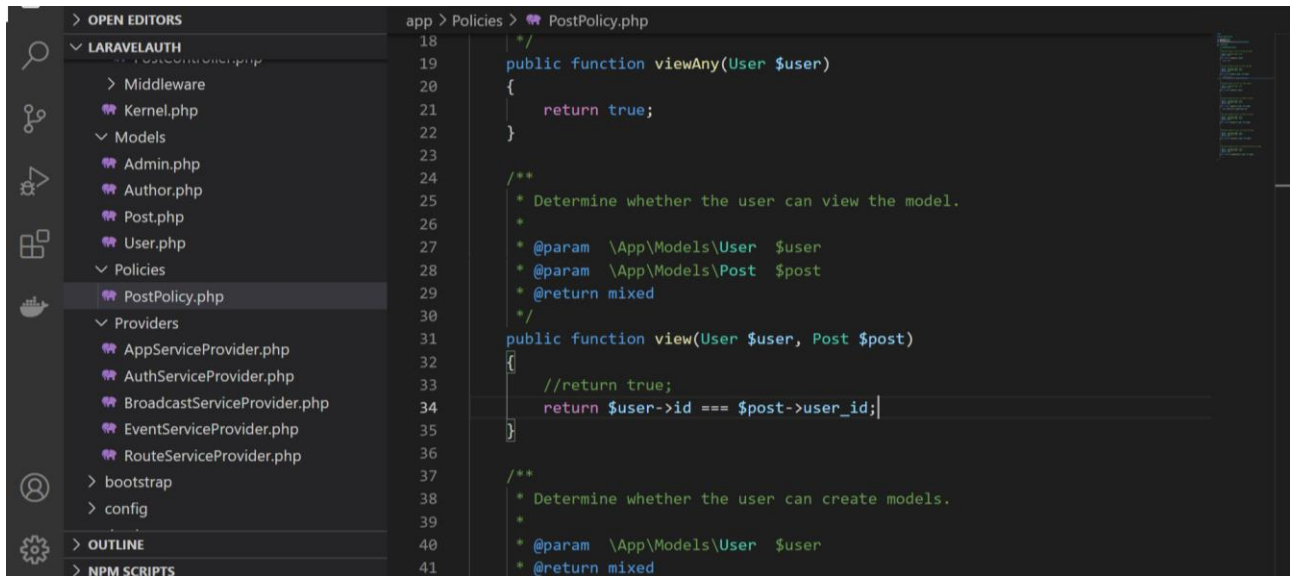 OPEN EDITORS
LARAVELAUTH
Middleware
Kernel.php
Models
Admin.php
Author.php
Post.php
User.php
Policies
PostPolicy.php
Providers
AppServiceProvider.php
AuthServiceProvider.php
BroadcastServiceProvider.php
EventServiceProvider.php
RouteServiceProvider.php
bootstrap
config
OUTLINE
NPM SCRIPTS
app > Policies > PostPolicy.php
18 */
19 public function viewAny(User $user)
20 {
21 return true;
22 }
23
24 /**
25 * Determine whether the user can view the model.
26 *
27 * @param \App\Models\User $user
28 * @param \App\Models\Post $post
29 * @return mixed
30 */
31 public function view(User $user, Post $post)
32 {
33 //return true;
34 return $user->id === $post->user_id;
35 }
36
37 /**
38 * Determine whether the user can create models.
39 *
40 * @param \App\Models\User $user
41 * @return mixed